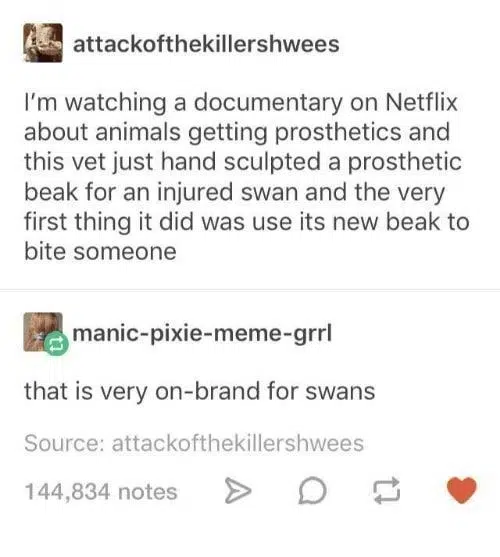 attackofthekillershwees
I'm watching a documentary on Netflix
about animals getting prosthetics and
this vet just hand sculpted a prosthetic
beak for an injured swan and the very
first thing it did was use its new beak to
bite someone
manic-pixie-meme-grrl
that is very on-brand for swans
Source: attackofthekillershwees
144,834 notes